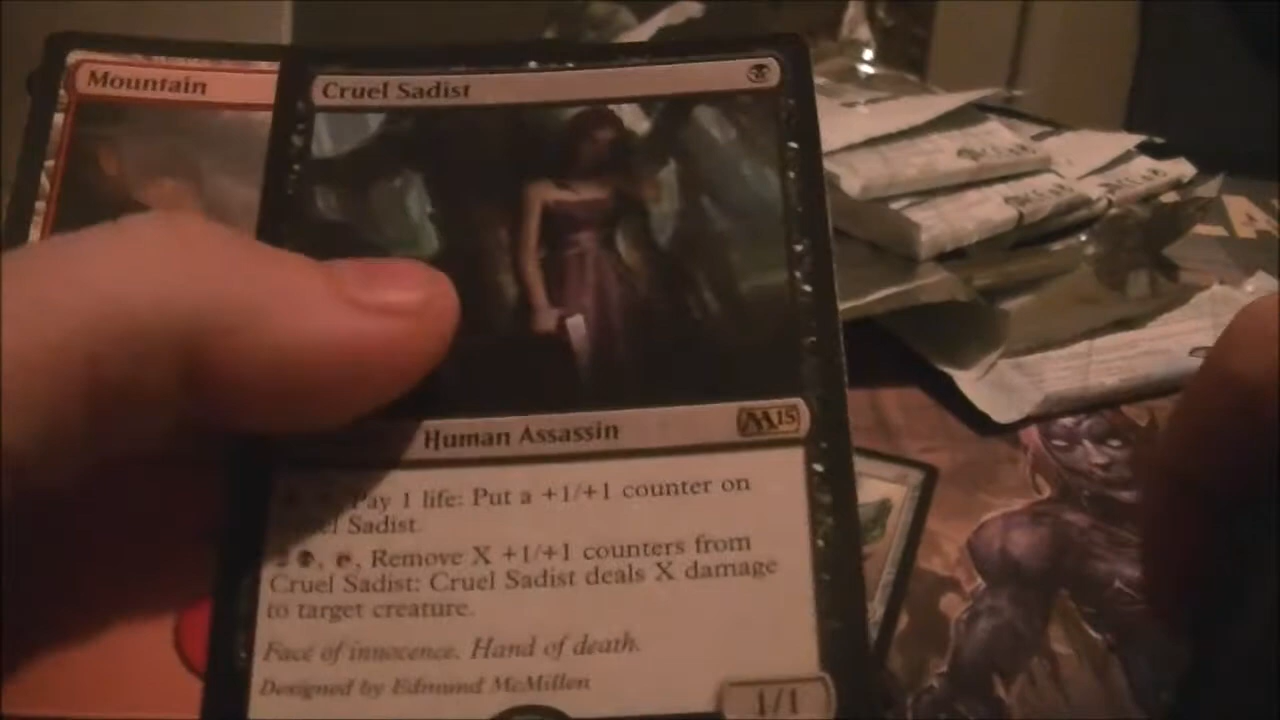 Mountain
Cruel Sadist
Human Assassin
M15
Pay 1 life: Put a +1/+1 counter on
Sadist.
Remove X +1/+1 counters from
Cruel Sadist: Cruel Sadist deals X damage
to target creature.
Face of innocence. Hand of death.
Designed by Edmund McMillen
1/1